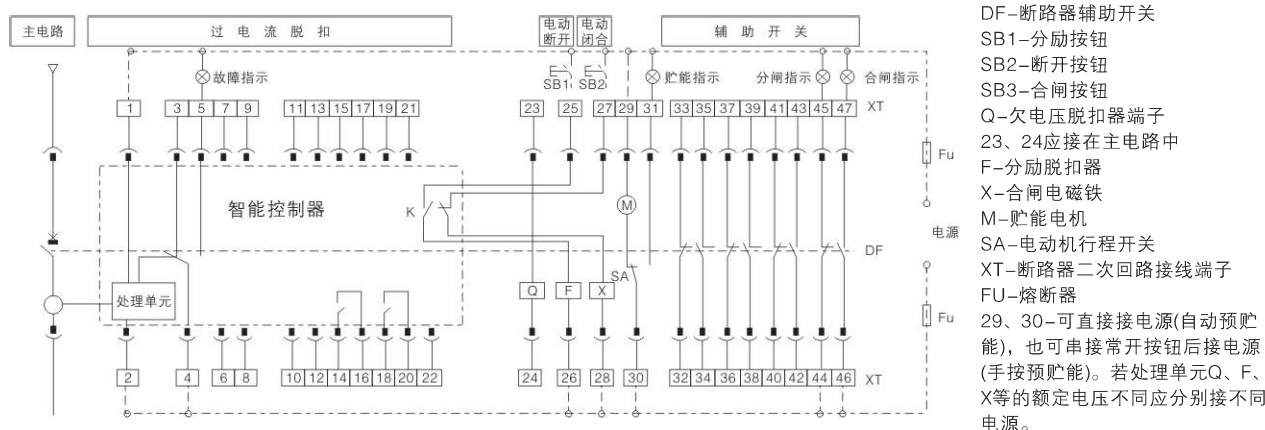 主电路 过电流脱扣 电动断开 电动闭合 辅助开关
故障指示 SB1 SB2 贮能指示 分闸指示 合闸指示
1 3 5 7 9 11 13 15 17 19 21 23 25 27 29 31 33 35 37 39 41 43 45 47 XT
Fu
智能控制器 K M
电源
DF
SA
处理单元 Q F X
Fu
2 4 6 8 10 12 14 16 18 20 22 24 26 28 30 32 34 36 38 40 42 44 46 XT
DF–断路器辅助开关
SB1–分励按钮
SB2–断开按钮
SB3–合闸按钮
Q–欠电压脱扣器端子
23、24应接在主电路中
F–分励脱扣器
X–合闸电磁铁
M–贮能电机
SA–电动机行程开关
XT–断路器二次回路接线端子
FU–熔断器
29、30–可直接接电源(自动预贮
能)，也可串接常开按钮后接电源
(手按预贮能)。若处理单元Q、F、
X等的额定电压不同应分别接不同
电源。